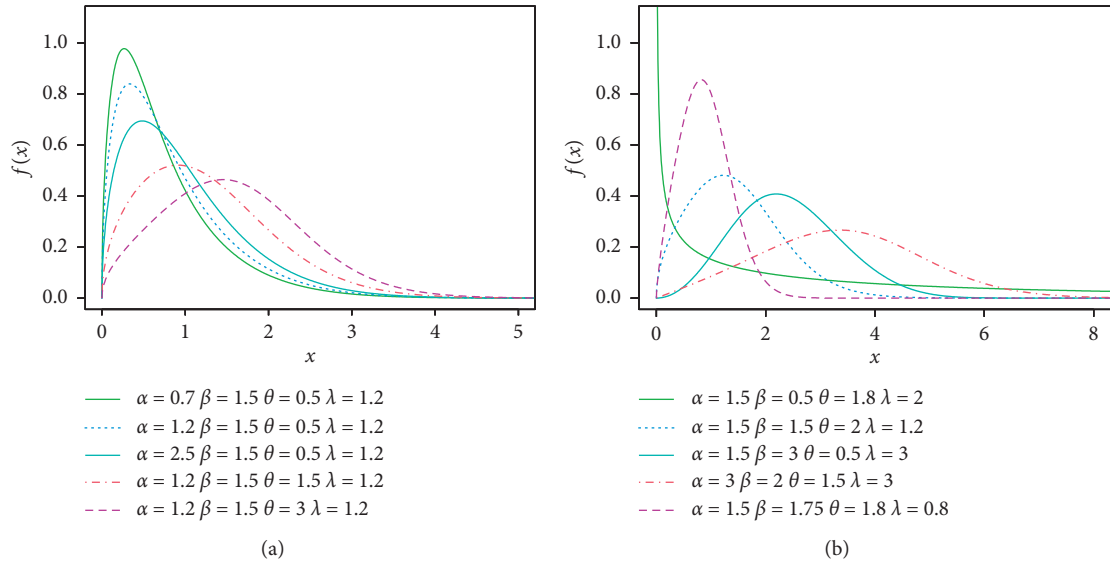 1.0
0.8
0.6
0.4
0.2
0.0
f(x)
0 1 2 3 4 5
x
α = 0.7 β = 1.5 θ = 0.5 λ = 1.2
α = 1.2 β = 1.5 θ = 0.5 λ = 1.2
α = 2.5 β = 1.5 θ = 0.5 λ = 1.2
α = 1.2 β = 1.5 θ = 1.5 λ = 1.2
α = 1.2 β = 1.5 θ = 3 λ = 1.2
(a)
1.0
0.8
0.6
0.4
0.2
0.0
f(x)
0 2 4 6 8
x
α = 1.5 β = 0.5 θ = 1.8 λ = 2
α = 1.5 β = 1.5 θ = 2 λ = 1.2
α = 1.5 β = 3 θ = 0.5 λ = 3
α = 3 β = 2 θ = 1.5 λ = 3
α = 1.5 β = 1.75 θ = 1.8 λ = 0.8
(b)